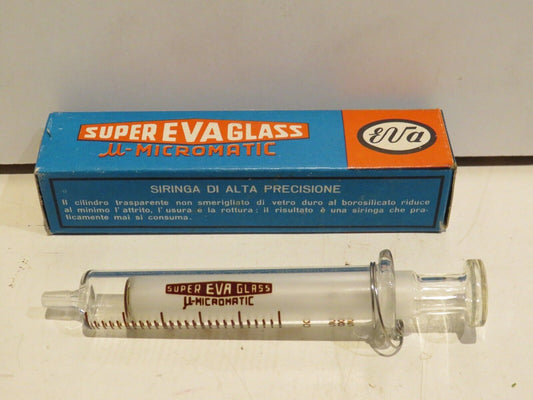 SUPER EVA GLASS
µ-MICROMATIC
EVa
SIRINGA DI ALTA PRECISIONE
Il cilindro trasparente non smerigliato di vetro duro al borosilicato riduce
al minimo l'attrito, l'usura e la rottura: il risultato è una siringa che pra-
ticamente mai si consuma.
SUPER EVA GLASS
µ-MICROMATIC